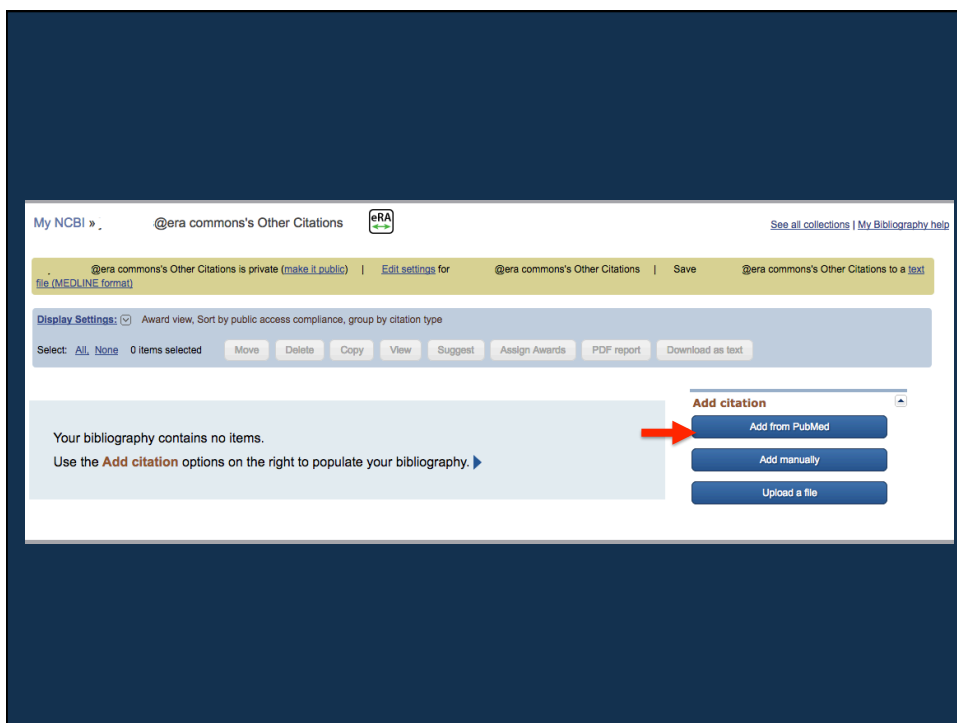 My NCBI » . @era commons's Other Citations eRA
See all collections | My Bibliography help
. @era commons's Other Citations is private (make it public) | Edit settings for @era commons's Other Citations | Save @era commons's Other Citations to a text
file (MEDLINE format)
Display Settings: Award view, Sort by public access compliance, group by citation type
Select: All, None 0 items selected Move Delete Copy View Suggest Assign Awards PDF report Download as text
Add citation
Add from PubMed
Your bibliography contains no items.
Use the Add citation options on the right to populate your bibliography.
Add manually
Upload a file